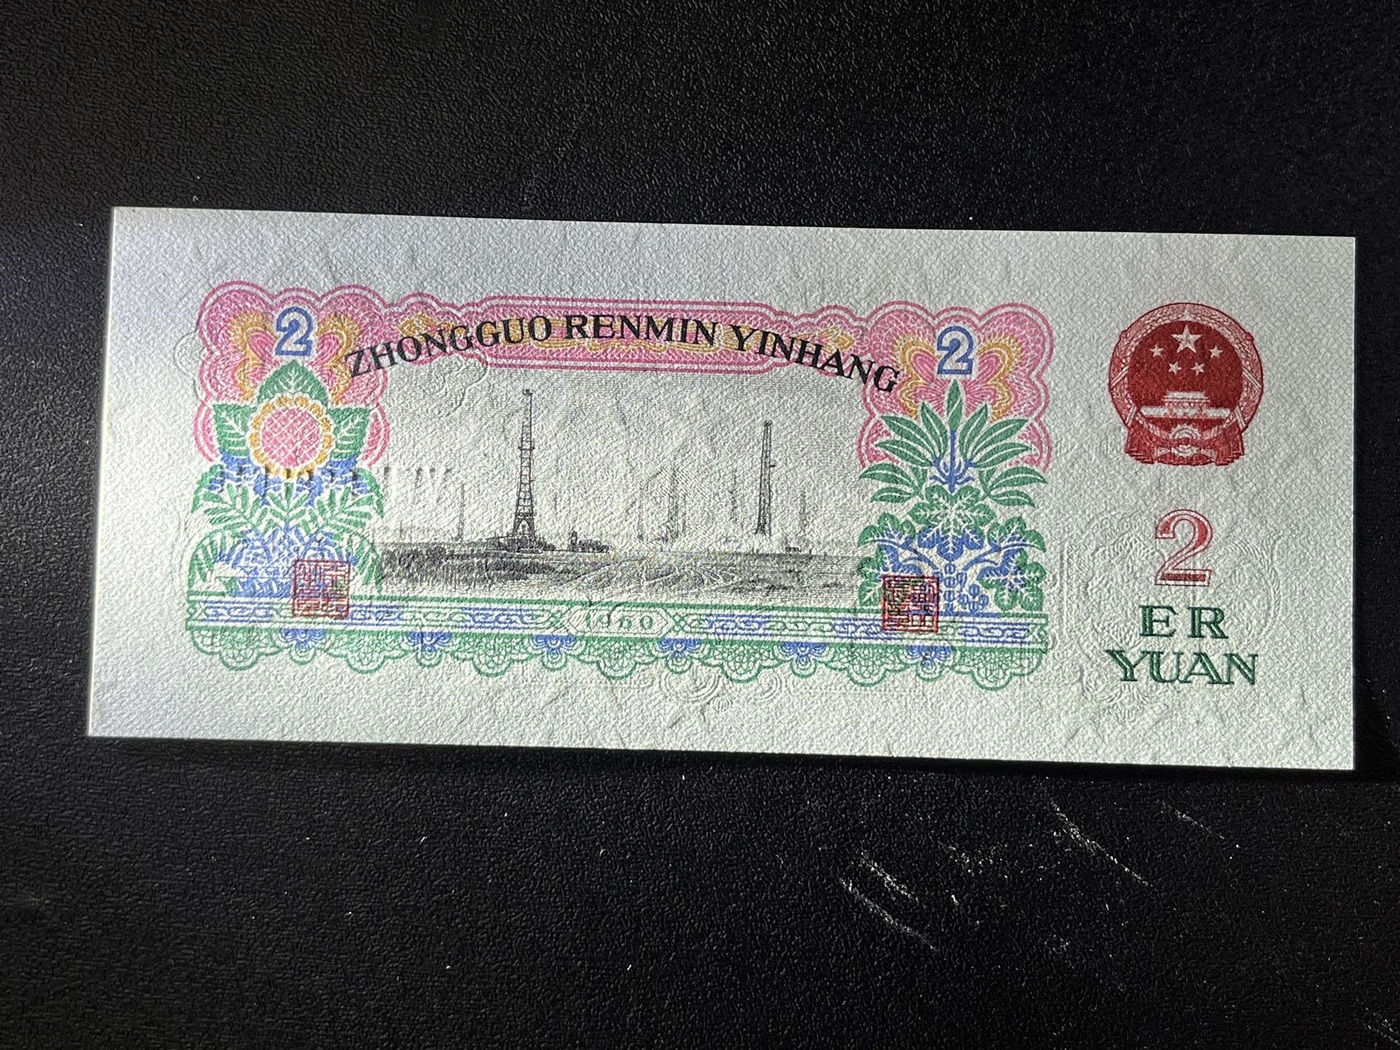 2
ZHONGGUO RENMIN YINHANG
2
1960
2
ER
YUAN